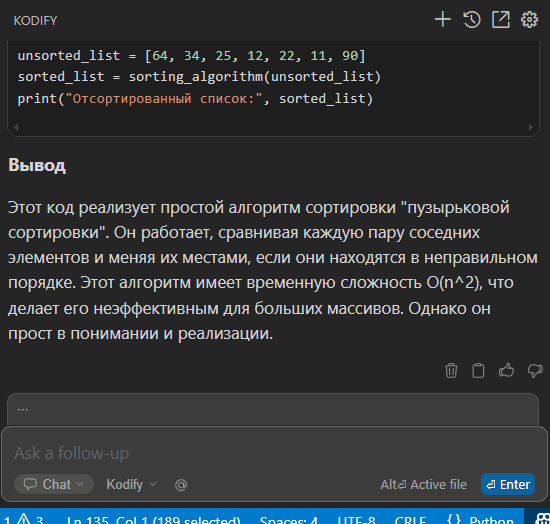 KODIFY
unsorted_list = [64, 34, 25, 12, 22, 11, 90]
sorted_list = sorting_algorithm(unsorted_list)
print("Отсортированный список:", sorted_list)
Вывод
Этот код реализует простой алгоритм сортировки "пузырьковой
сортировки". Он работает, сравнивая каждую пару соседних
элементов и меняя их местами, если они находятся в неправильном
порядке. Этот алгоритм имеет временную сложность O(n^2), что
делает его неэффективным для больших массивов. Однако он
прост в понимании и реализации.
...
Ask a follow-up
Chat Kodify @ Alt⏎ Active file ⏎ Enter
1 3 Ln 135, Col 1 (189 selected) Spaces: 4 UTF-8 CRLF {} Python